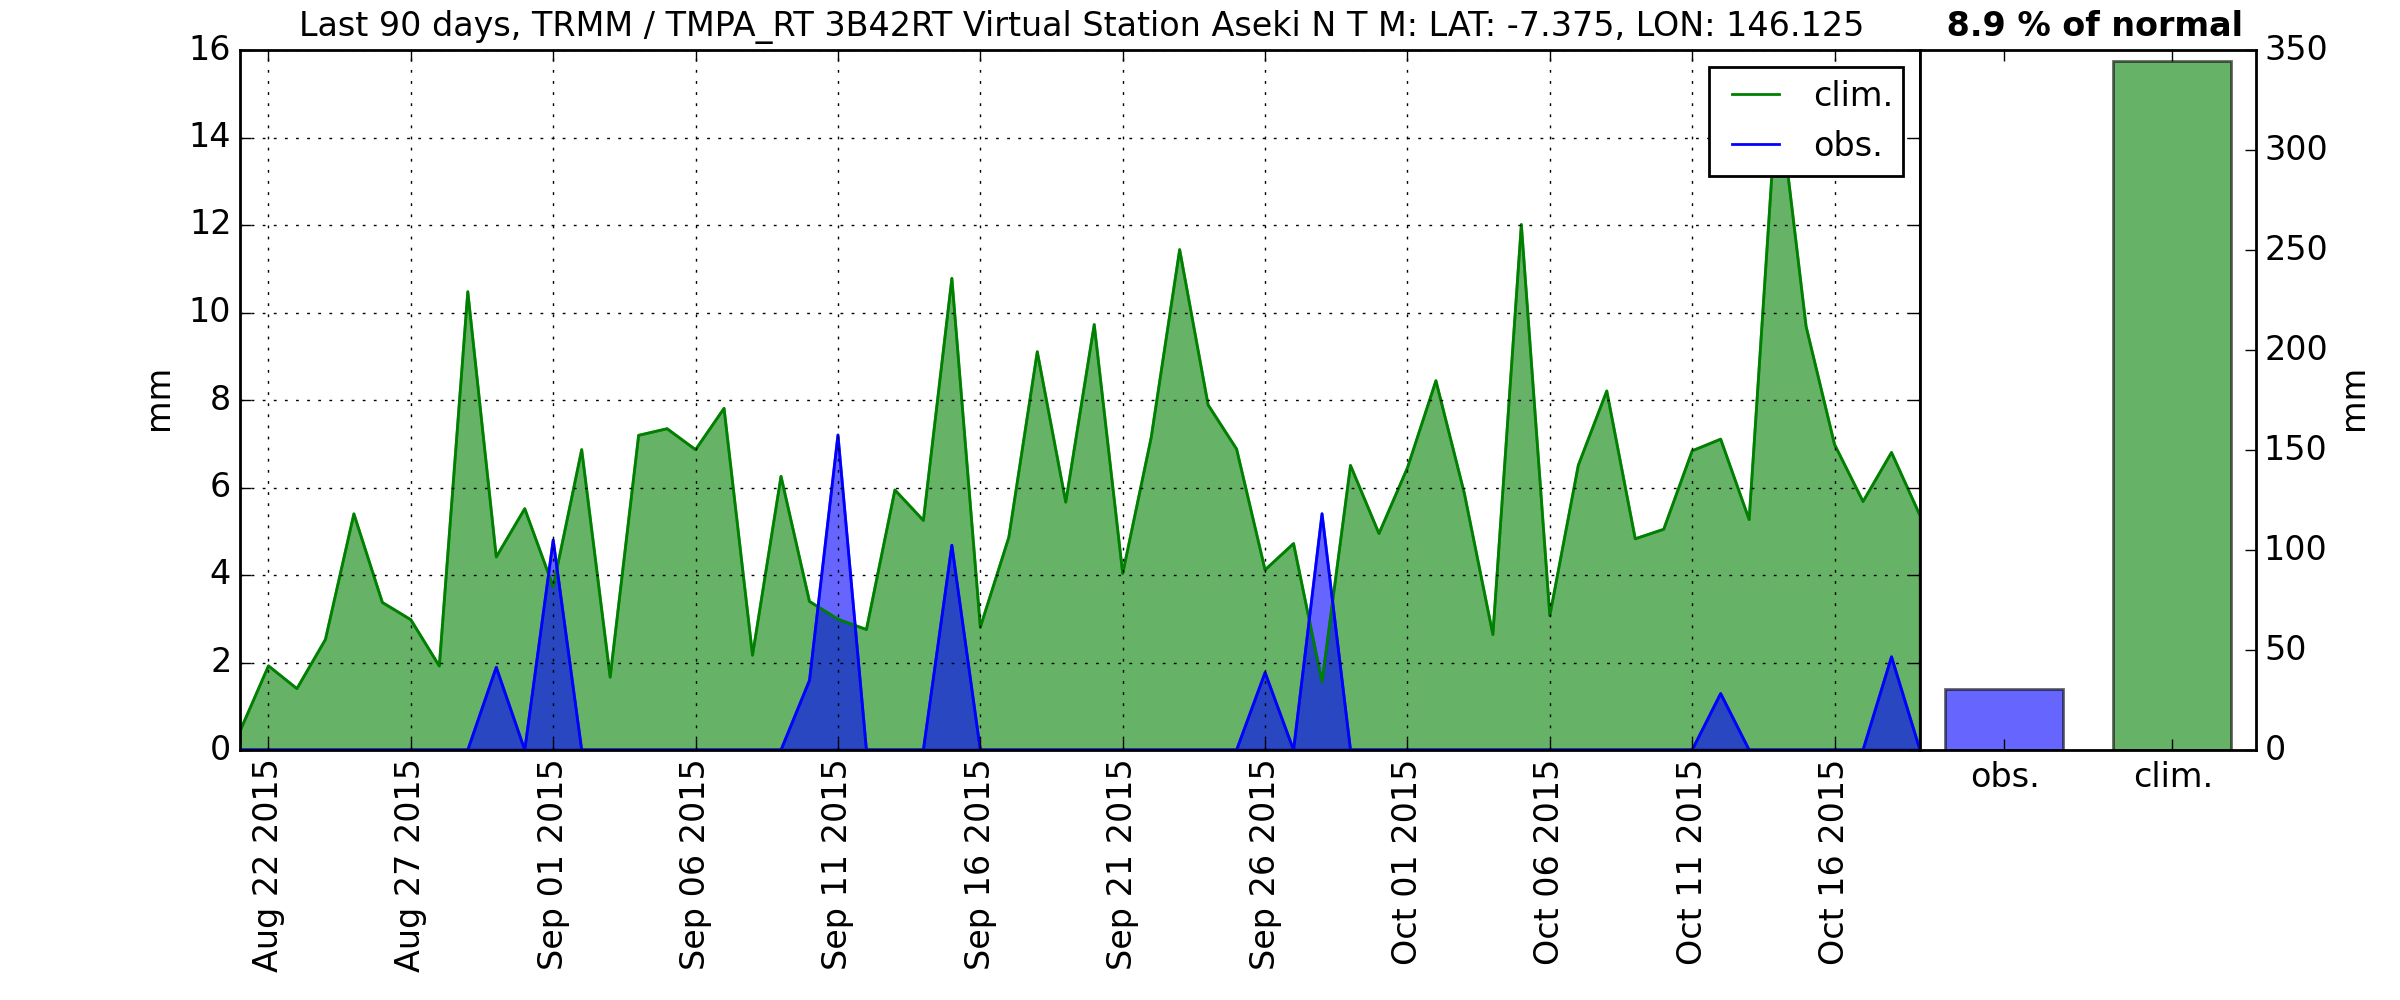 Last 90 days, TRMM / TMPA_RT 3B42RT Virtual Station Aseki N T M: LAT: -7.375, LON: 146.125
8.9 % of normal
16
14
12
10
8
6
4
2
0
mm
clim.
obs.
350
300
250
200
150
100
50
0
mm
obs.
clim.
Aug 22 2015
Aug 27 2015
Sep 01 2015
Sep 06 2015
Sep 11 2015
Sep 16 2015
Sep 21 2015
Sep 26 2015
Oct 01 2015
Oct 06 2015
Oct 11 2015
Oct 16 2015